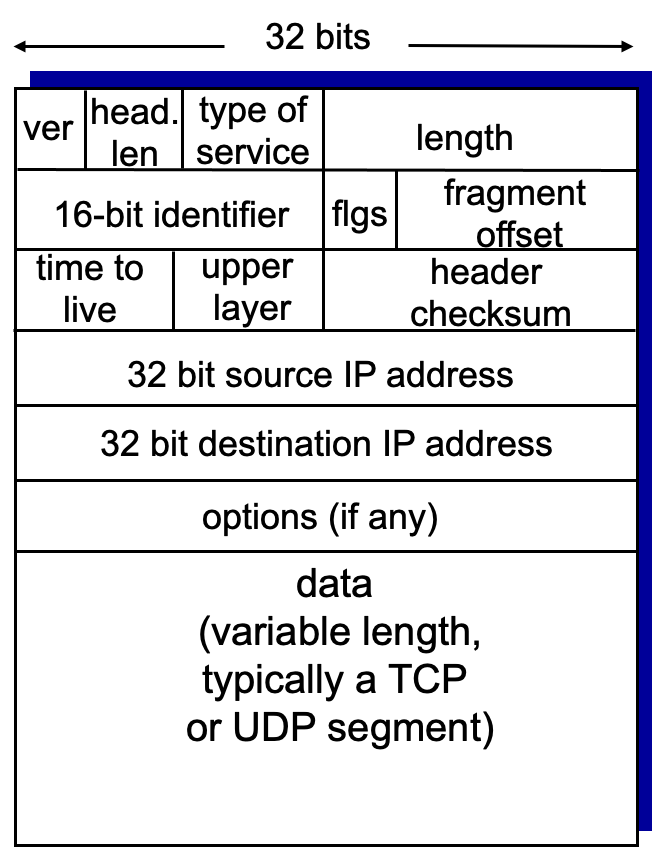 32 bits
ver
head.
len
type of
service
length
16-bit identifier
flgs
fragment
offset
time to
live
upper
layer
header
checksum
32 bit source IP address
32 bit destination IP address
options (if any)
data
(variable length,
typically a TCP
or UDP segment)